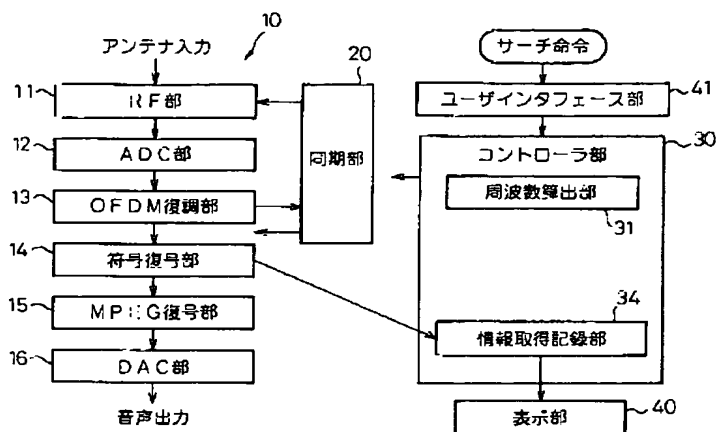 アンテナ入力
10
11
RF部
12
ADC部
13
OFDM復調部
14
符号復号部
15
MPEG復号部
16
DAC部
音声出力
20
同期部
サーチ命令
41
ユーザインタフェース部
30
コントローラ部
周波数算出部
31
34
情報取得記録部
40
表示部